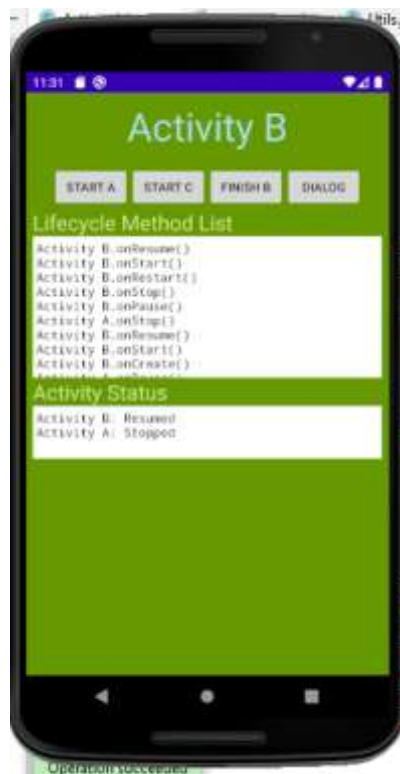 Utils.
11:31
Activity B
START A START C FINISH B DIALOG
Lifecycle Method List
Activity B.onResume()
Activity B.onStart()
Activity B.onRestart()
Activity B.onStop()
Activity B.onPause()
Activity A.onStop()
Activity B.onResume()
Activity B.onStart()
Activity B.onCreate()
Activity Status
Activity B: Resumed
Activity A: Stopped
Operation succeeded